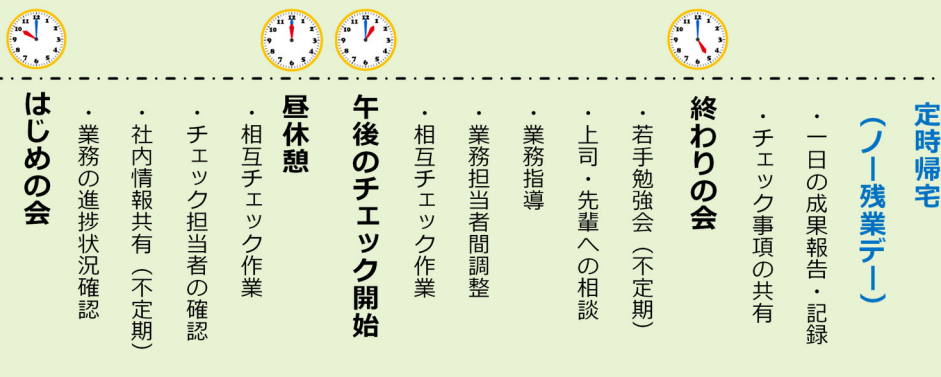 はじめの会
・業務の進捗状況確認
・社内情報共有（不定期）
・チェック担当者の確認
・相互チェック作業
昼休憩
午後のチェック開始
・相互チェック作業
・業務担当者間調整
・業務指導
・上司・先輩への相談
・若手勉強会（不定期）
終わりの会
・チェック事項の共有
・一日の成果報告・記録
（ノー残業デー）
定時帰宅